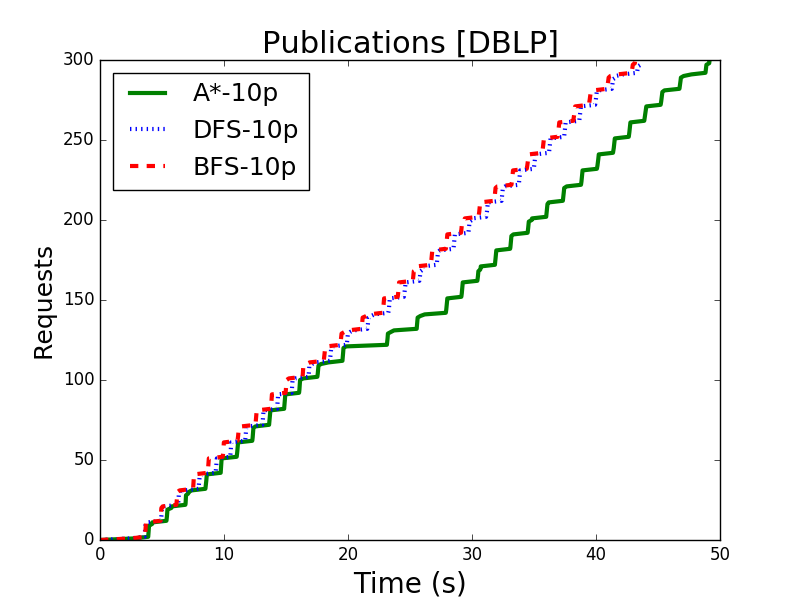 Publications [DBLP]
A*-10p
DFS-10p
BFS-10p
Requests
300
250
200
150
100
50
0
0 10 20 30 40 50
Time (s)